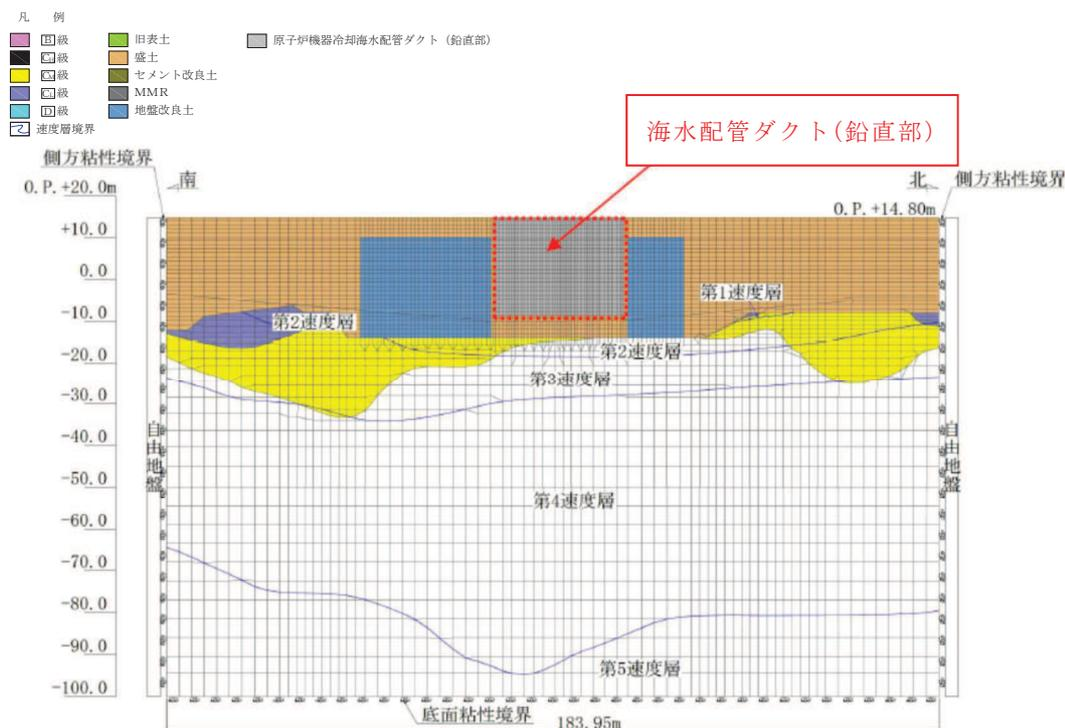 凡 例
B級
旧表土
原子炉機器冷却海水配管ダクト（鉛直部）
CH級
盛土
CM級
セメント改良土
CL級
MMR
D級
地盤改良土
速度層境界
海水配管ダクト(鉛直部)
側方粘性境界
O.P.+20.0m
南
北
側方粘性境界
O.P.+14.80m
+10.0
0.0
第1速度層
-10.0
第2速度層
-20.0
第2速度層
第3速度層
-30.0
-40.0
自由地盤
自由地盤
-50.0
第4速度層
-60.0
-70.0
-80.0
-90.0
第5速度層
-100.0
底面粘性境界
183.95m